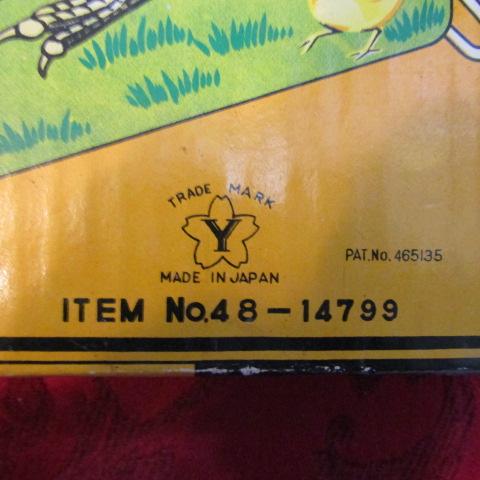 TRADE MARK
Y
PAT.No. 465135
MADE IN JAPAN
ITEM No.48-14799